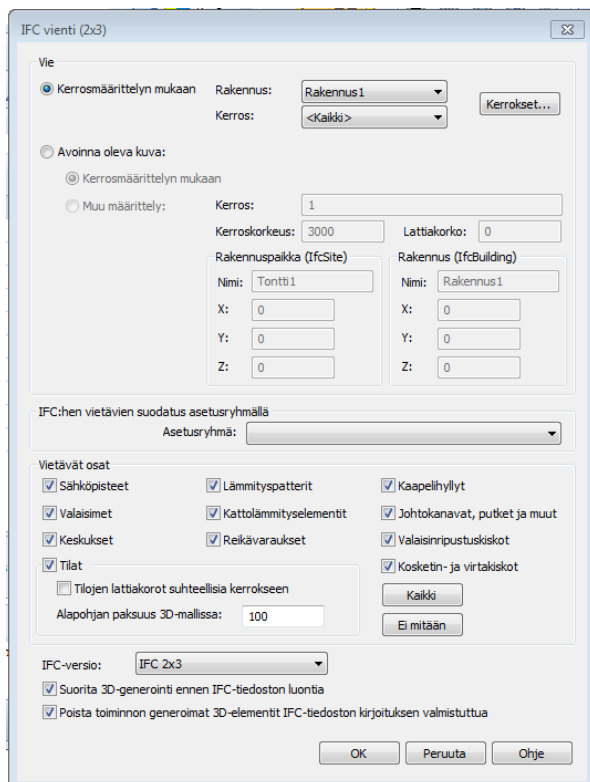 IFC vienti (2x3)
Vie
Kerrosmäärittelyn mukaan
Rakennus: Rakennus1
Kerros: <Kaikki>
Kerrokset...
Avoinna oleva kuva:
Kerrosmäärittelyn mukaan
Muu määrittely:
Kerros: 1
Kerroskorkeus: 3000 Lattiakorko: 0
Rakennuspaikka (IfcSite)
Nimi: Tontti1
X: 0
Y: 0
Z: 0
Rakennus (IfcBuilding)
Nimi: Rakennus1
X: 0
Y: 0
Z: 0
IFC:hen vietävien suodatus asetusryhmällä
Asetusryhmä:
Vietävät osat
Sähköpisteet Lämmityspatterit Kaapelihyllyt
Valaisimet Kattolämmityselementit Johtokanavat, putket ja muut
Keskukset Reikävaraukset Valaisinripustuskiskot
Tilat Kosketin- ja virtakiskot
Tilojen lattiakorot suhteellisia kerrokseen
Alapohjan paksuus 3D-mallissa: 100
Kaikki
Ei mitään
IFC-versio: IFC 2x3
Suorita 3D-generointi ennen IFC-tiedoston luontia
Poista toiminnon generoimat 3D-elementit IFC-tiedoston kirjoituksen valmistuttua
OK Peruuta Ohje